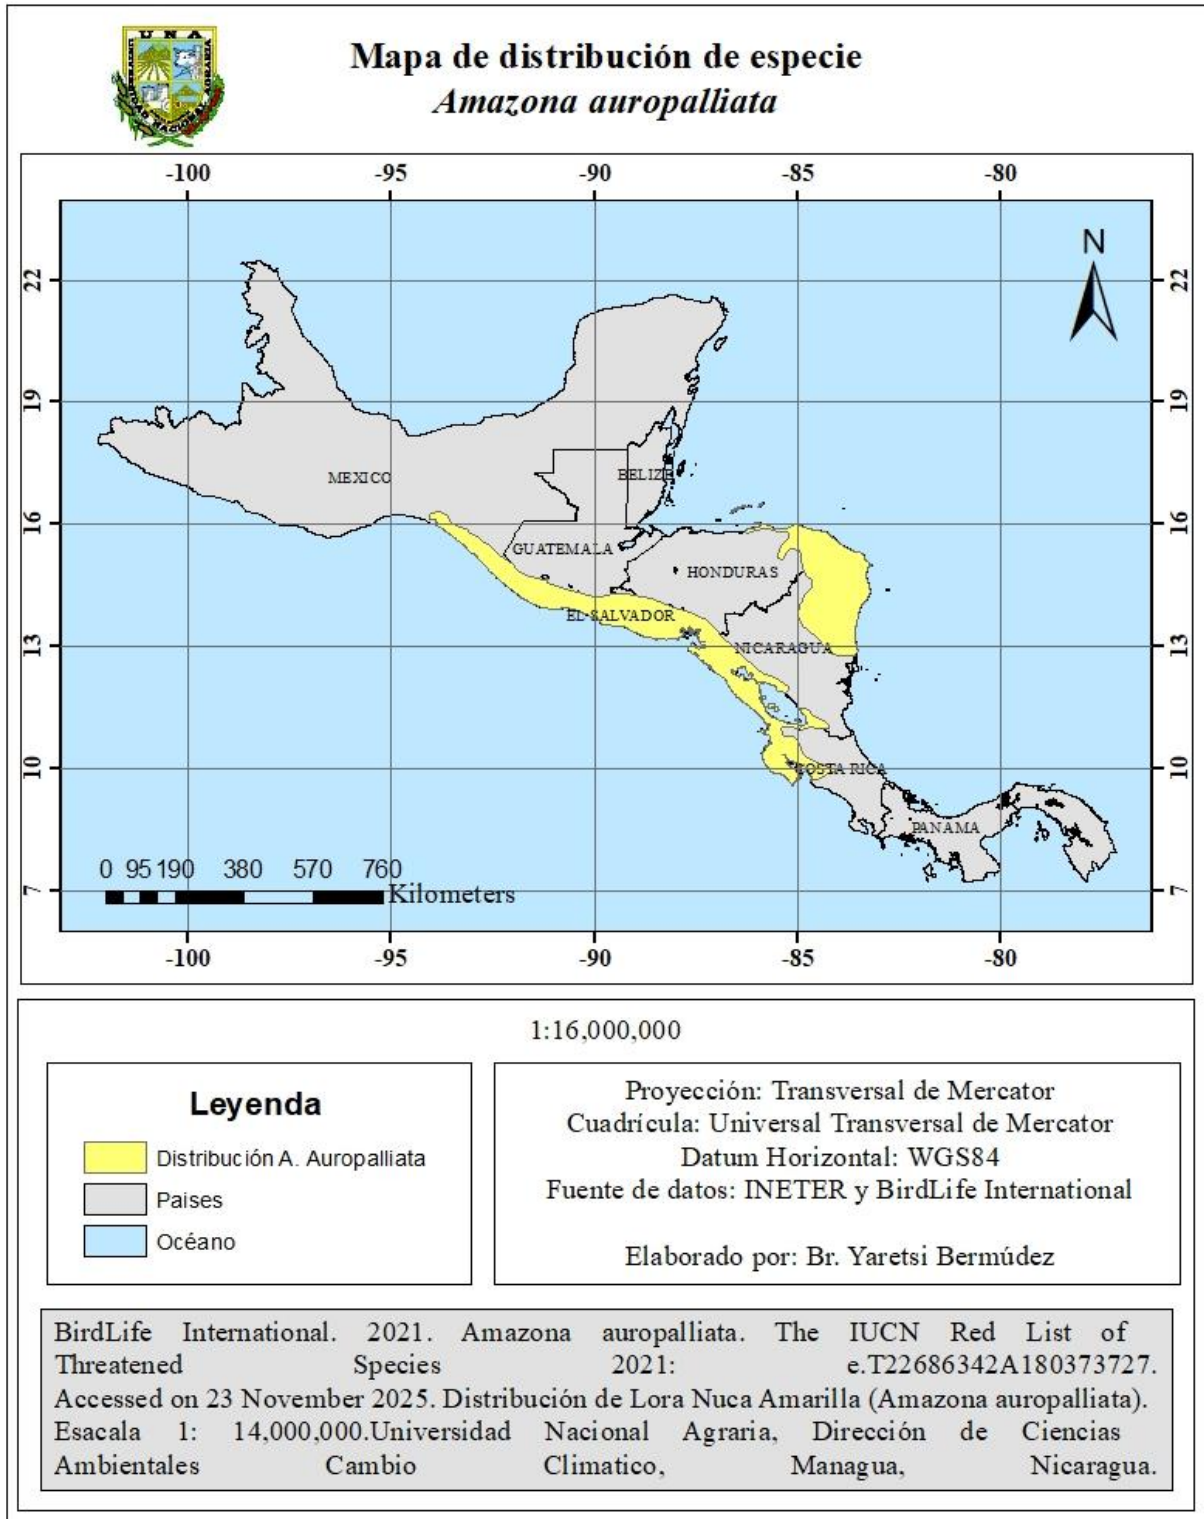 UNA
UNIVERSIDAD NACIONAL AGRARIA
Mapa de distribución de especie
Amazona auropalliata
-100 -95 -90 -85 -80
N
22 22
19 19
MEXICO
BELIZE
16 16
GUATEMALA
HONDURAS
EL SALVADOR
13 13
NICARAGUA
10 10
COSTA RICA
PANAMA
0 95 190 380 570 760
Kilometers
7 7
-100 -95 -90 -85 -80
1:16,000,000
Leyenda
Distribución A. Auropalliata
Paises
Océano
Proyección: Transversal de Mercator
Cuadrícula: Universal Transversal de Mercator
Datum Horizontal: WGS84
Fuente de datos: INETER y BirdLife International
Elaborado por: Br. Yaretsi Bermúdez
BirdLife International. 2021. Amazona auropalliata. The IUCN Red List of
Threatened Species 2021: e.T22686342A180373727.
Accessed on 23 November 2025. Distribución de Lora Nuca Amarilla (Amazona auropalliata).
Esacala 1: 14,000,000.Universidad Nacional Agraria, Dirección de Ciencias
Ambientales Cambio Climatico, Managua, Nicaragua.